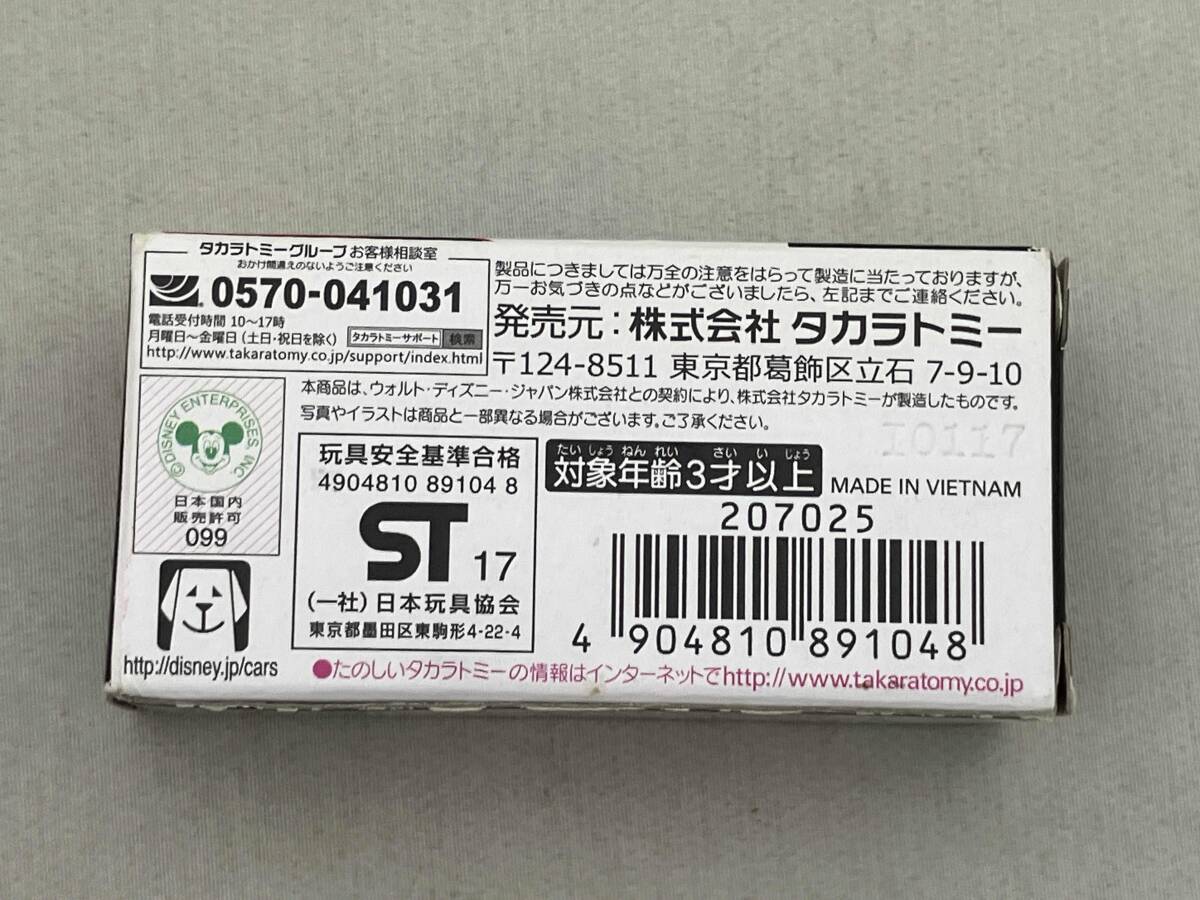 タカラトミーグループ お客様相談室
おかけ間違えのないようご注意ください
0570-041031
電話受付時間 10～17時
月曜日～金曜日 (土日・祝日を除く) タカラトミーサポート 検索
http://www.takaratomy.co.jp/support/index.html
製品につきましては万全の注意をはらって製造に当たっておりますが、
万一お気づきの点などがございましたら、左記までご連絡ください。
発売元：株式会社 タカラトミー
〒124-8511 東京都葛飾区立石 7-9-10
本商品は、ウォルト・ディズニー・ジャパン株式会社との契約により、株式会社タカラトミーが製造したものです。
写真やイラストは商品と一部異なる場合がございます。ご了承ください。
I0117
©DISNEY ENTERPRISES INC
日本国内
販売許可
099
http://disney.jp/cars
玩具安全基準合格
4904810 89104 8
ST 17
(一社) 日本玩具協会
東京都墨田区東駒形4-22-4
たいしょうねんれい さいいじょう
対象年齢3才以上
MADE IN VIETNAM
207025
4 904810 891048
●たのしいタカラトミーの情報はインターネットでhttp://www.takaratomy.co.jp